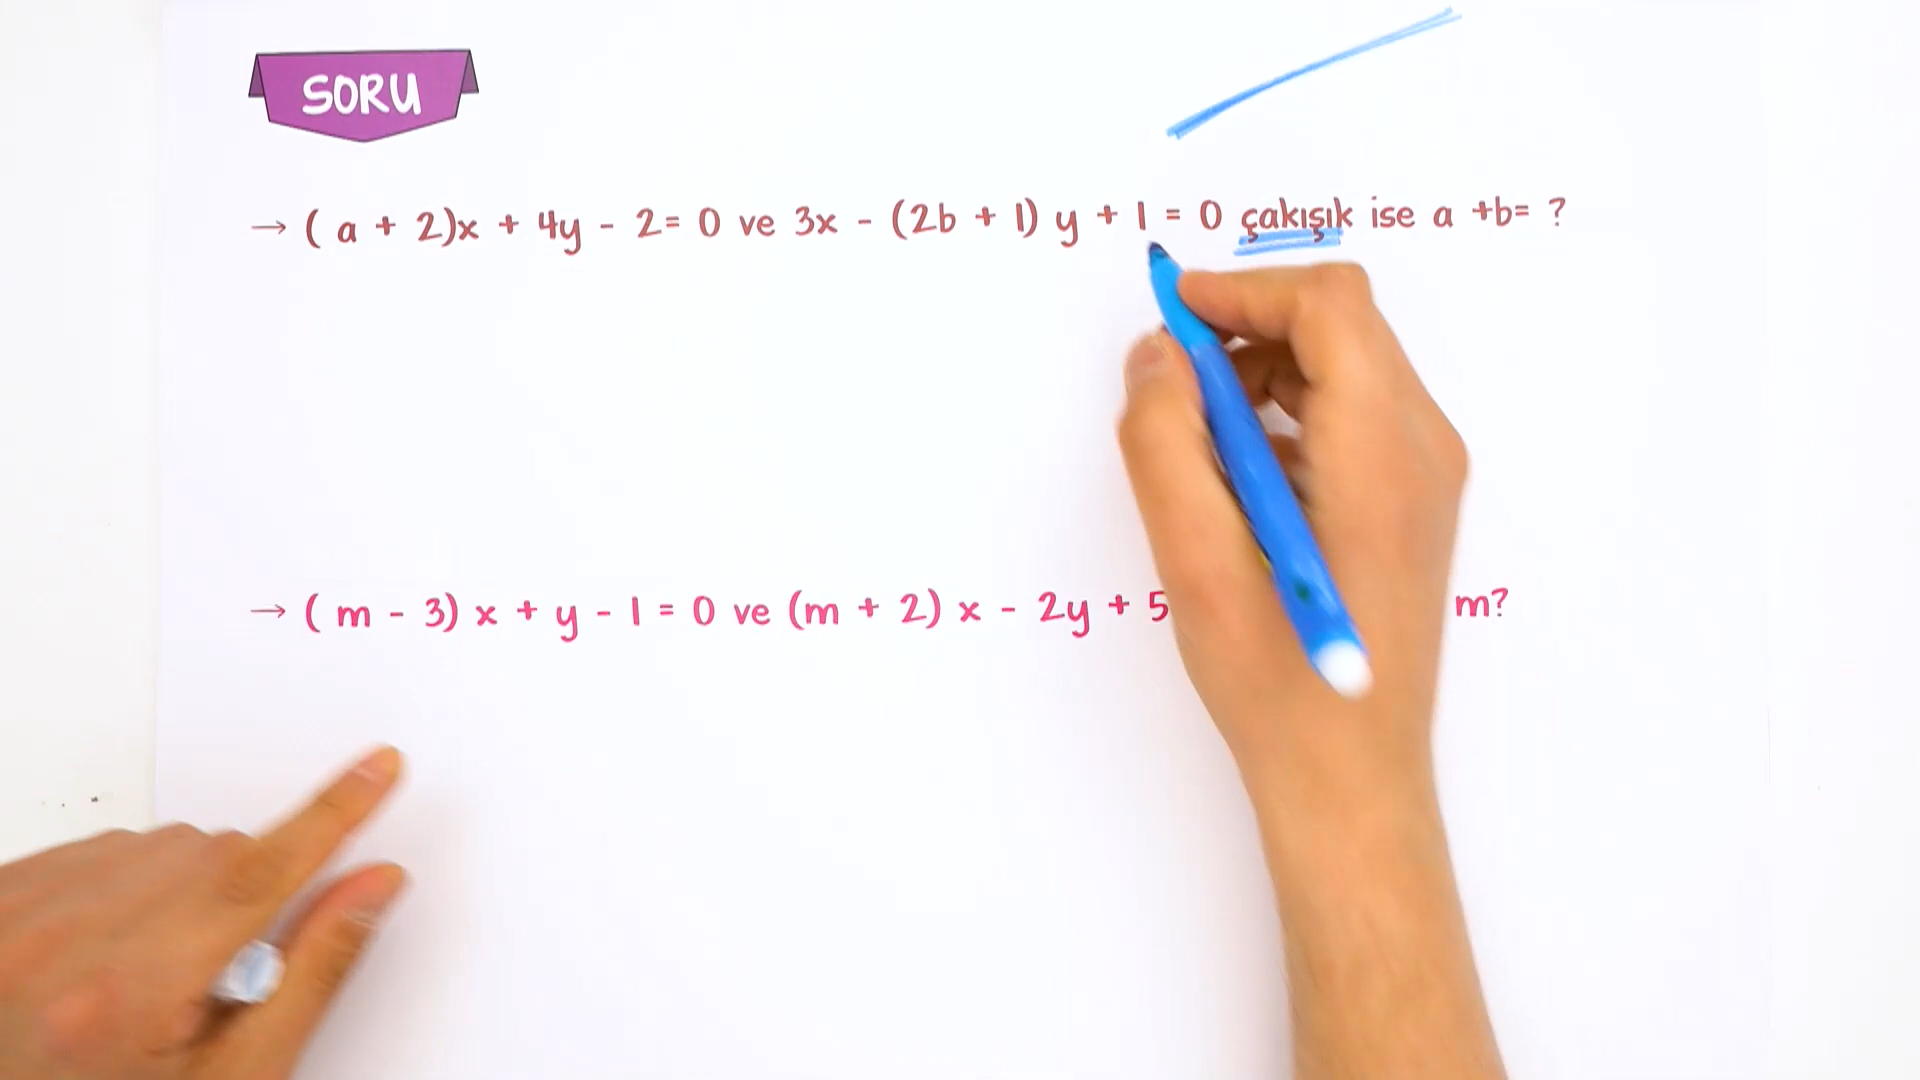 SORU
→ ( a + 2)x + 4y - 2= 0 ve 3x - (2b + 1) y + 1 = 0 çakışık ise a +b= ?
→ ( m - 3) x + y - 1 = 0 ve (m + 2) x - 2y + 5 m?